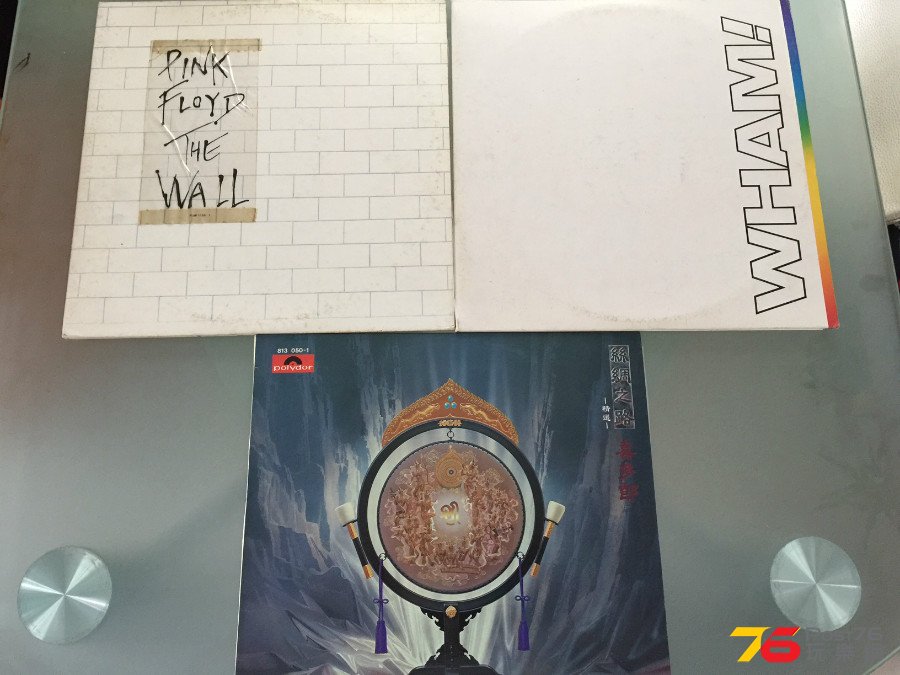 PINK
FLOYD
THE
WALL
WHAM!
813 050-1
polydor
絲綢之路
-精選-
喜多郎
76